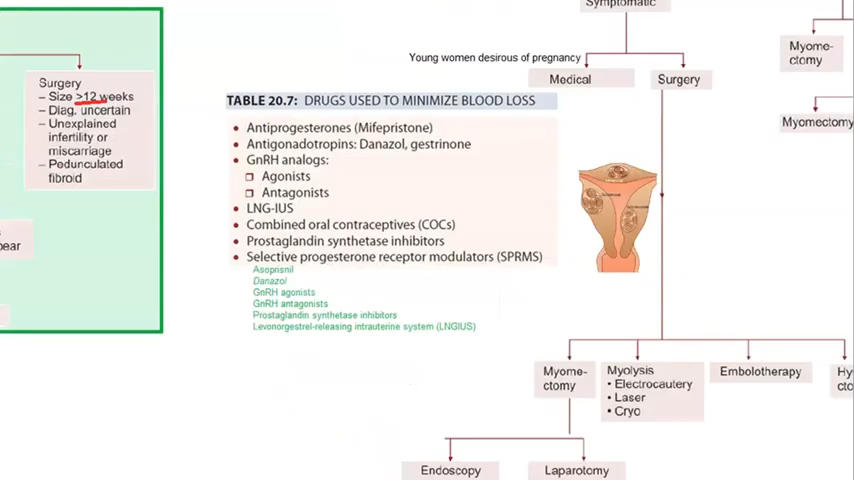 Symptomatic
Young women desirous of pregnancy
Medical
Surgery
Myome-
ctomy
Myomectomy
Surgery
– Size >12 weeks
– Diag. uncertain
– Unexplained
infertility or
miscarriage
– Pedunculated
fibroid
TABLE 20.7: DRUGS USED TO MINIMIZE BLOOD LOSS
• Antiprogesterones (Mifepristone)
• Antigonadotropins: Danazol, gestrinone
• GnRH analogs:
❒ Agonists
❒ Antagonists
• LNG-IUS
• Combined oral contraceptives (COCs)
• Prostaglandin synthetase inhibitors
• Selective progesterone receptor modulators (SPRMS)
Asoprisnil
Danazol
GnRH agonists
GnRH antagonists
Prostaglandin synthetase inhibitors
Levonorgestrel-releasing intrauterine system (LNGIUS)
Myome-
ctomy
Myolysis
• Electrocautery
• Laser
• Cryo
Embolotherapy
Endoscopy
Laparotomy